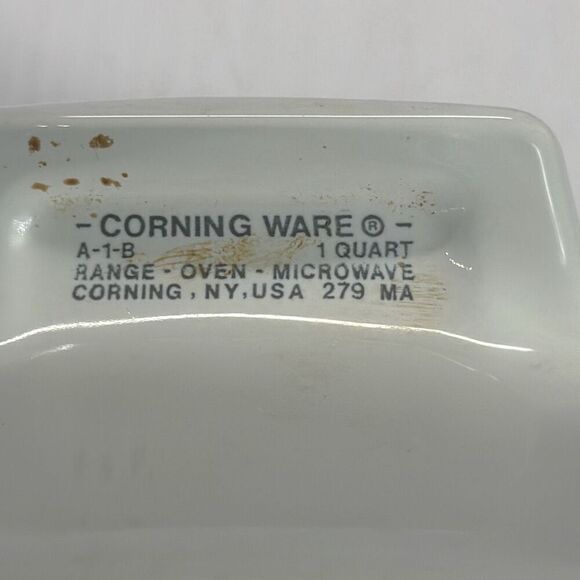 - CORNING WARE ® -
A-1-B 1 QUART
RANGE - OVEN - MICROWAVE
CORNING, NY, USA 279 MA